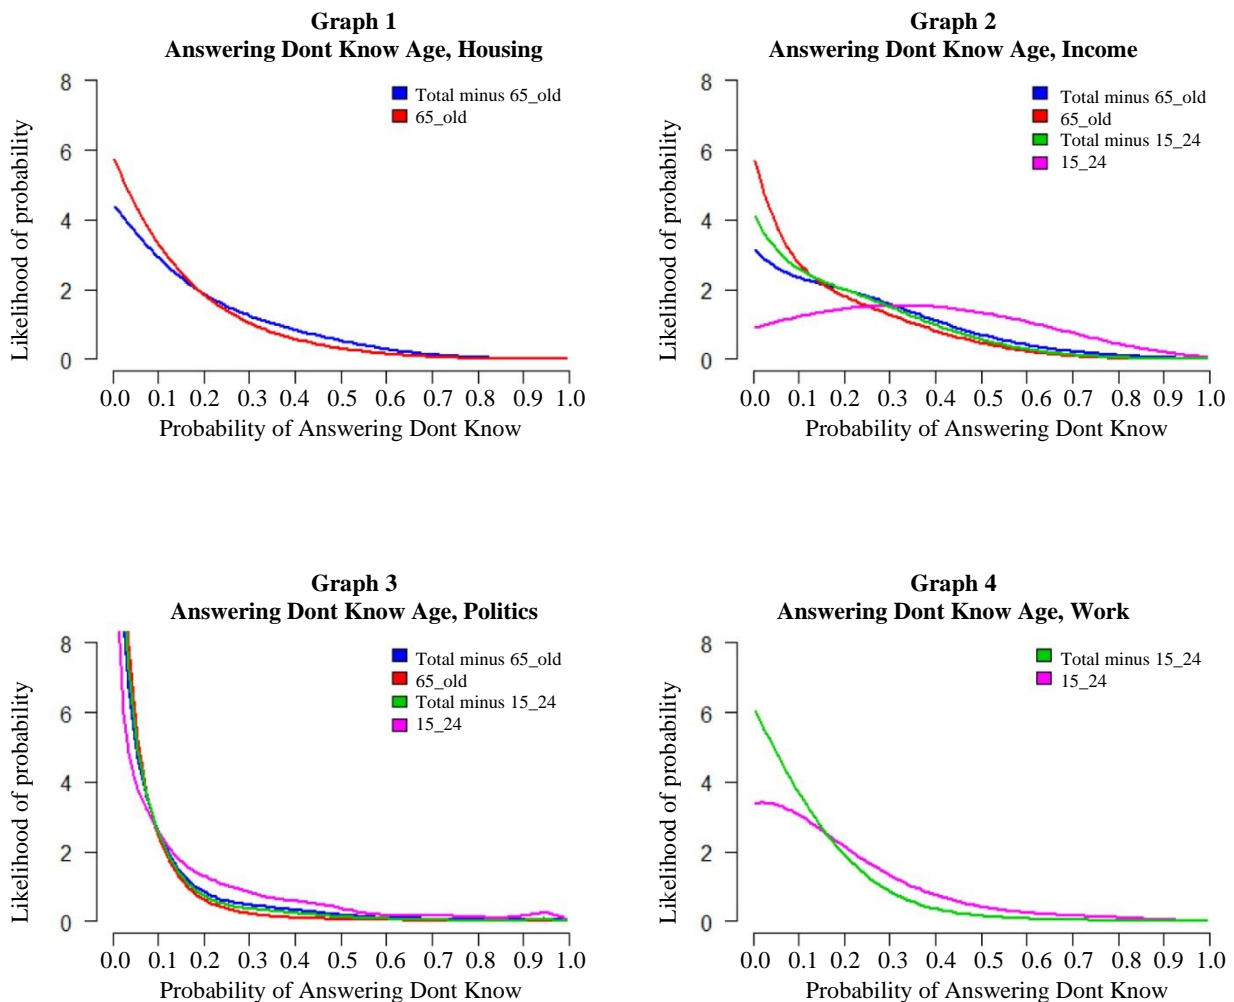 Graph 1
Answering Dont Know Age, Housing
8
6
4
2
0
Likelihood of probability
Total minus 65_old
65_old
0.0 0.1 0.2 0.3 0.4 0.5 0.6 0.7 0.8 0.9 1.0
Probability of Answering Dont Know
Graph 2
Answering Dont Know Age, Income
8
6
4
2
0
Likelihood of probability
Total minus 65_old
65_old
Total minus 15_24
15_24
0.0 0.1 0.2 0.3 0.4 0.5 0.6 0.7 0.8 0.9 1.0
Probability of Answering Dont Know
Graph 3
Answering Dont Know Age, Politics
8
6
4
2
0
Likelihood of probability
Total minus 65_old
65_old
Total minus 15_24
15_24
0.0 0.1 0.2 0.3 0.4 0.5 0.6 0.7 0.8 0.9 1.0
Probability of Answering Dont Know
Graph 4
Answering Dont Know Age, Work
8
6
4
2
0
Likelihood of probability
Total minus 15_24
15_24
0.0 0.1 0.2 0.3 0.4 0.5 0.6 0.7 0.8 0.9 1.0
Probability of Answering Dont Know